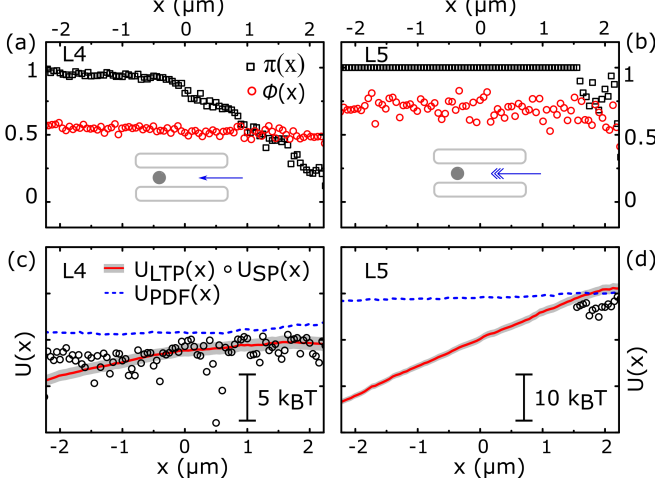 x (μm) x (μm)
-2 -1 0 1 2 -2 -1 0 1 2
(a) L4 L5 (b)
1 π(x) 1
Φ(x)
0.5 0.5
0 0
(c) L4 U_LTP(x) U_SP(x) L5 (d)
U_PDF(x)
U(x) U(x)
5 k_BT 10 k_BT
-2 -1 0 1 2 -2 -1 0 1 2
x (μm) x (μm)